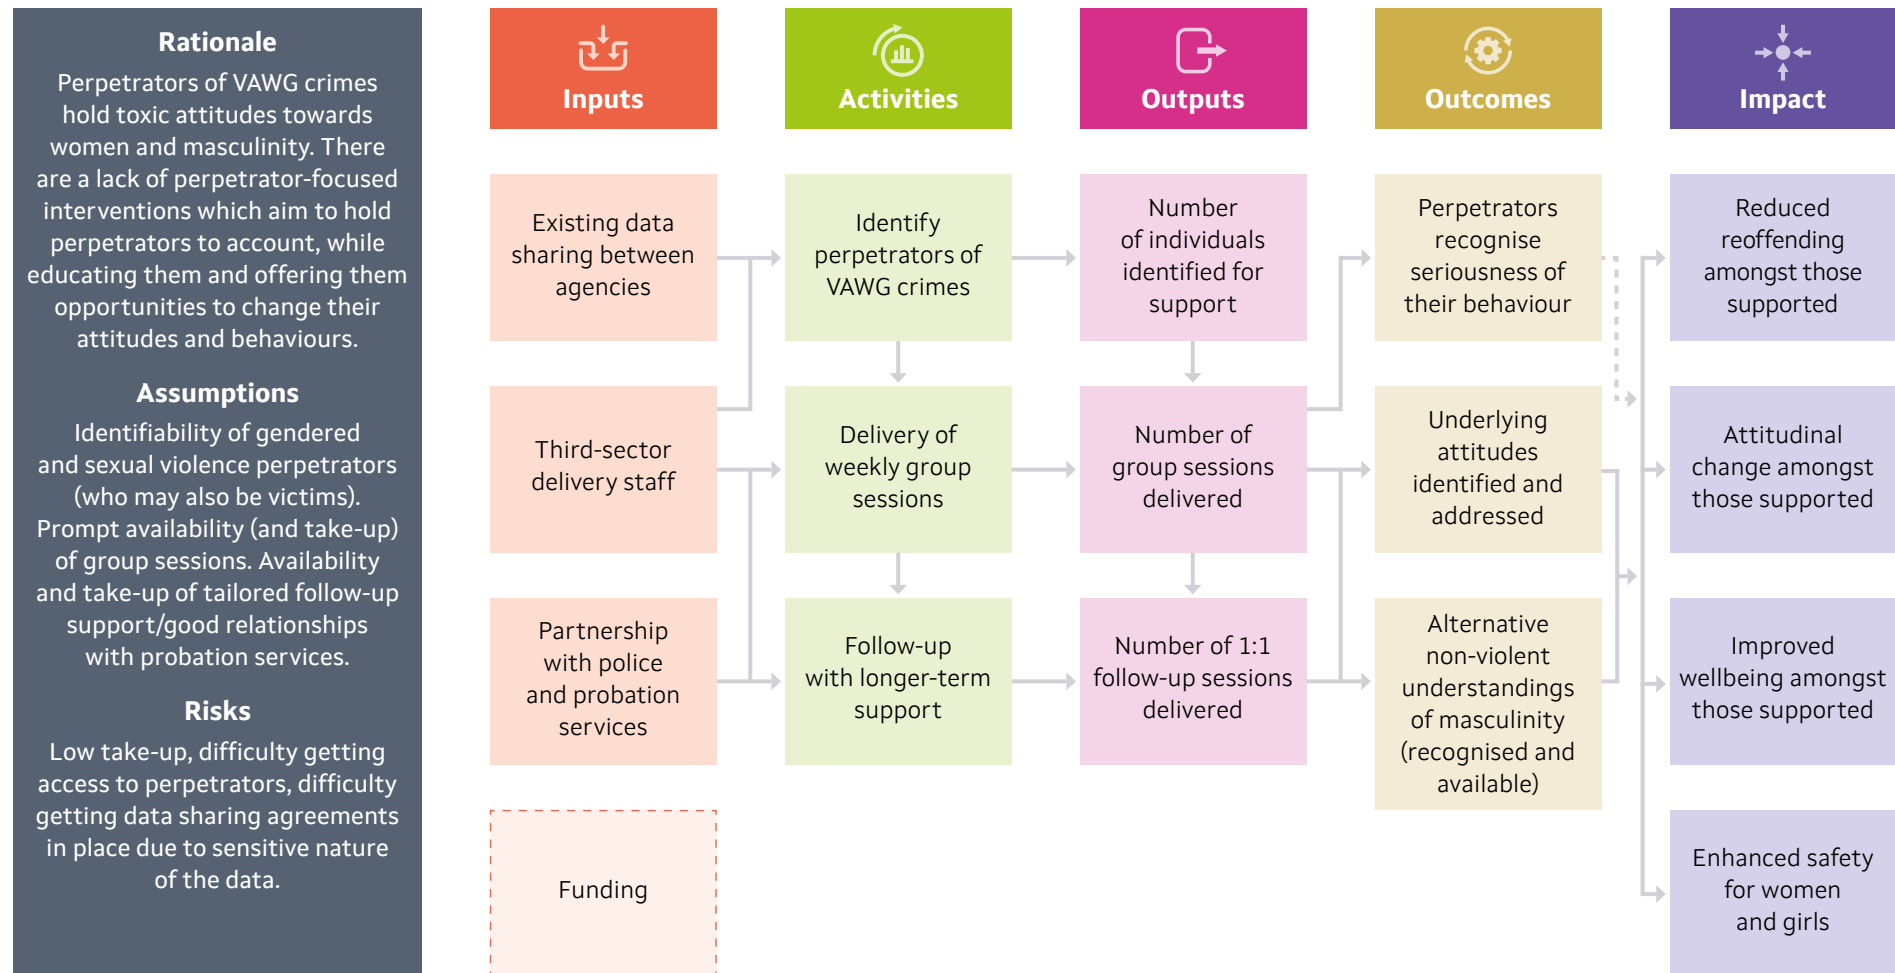 Rationale
Perpetrators of VAWG crimes
hold toxic attitudes towards
women and masculinity. There
are a lack of perpetrator-focused
interventions which aim to hold
perpetrators to account, while
educating them and offering them
opportunities to change their
attitudes and behaviours.
Assumptions
Identifiability of gendered
and sexual violence perpetrators
(who may also be victims).
Prompt availability (and take-up)
of group sessions. Availability
and take-up of tailored follow-up
support/good relationships
with probation services.
Risks
Low take-up, difficulty getting
access to perpetrators, difficulty
getting data sharing agreements
in place due to sensitive nature
of the data.
Inputs
Existing data
sharing between
agencies
Third-sector
delivery staff
Partnership
with police
and probation
services
Funding
Activities
Identify
perpetrators of
VAWG crimes
Delivery of
weekly group
sessions
Follow-up
with longer-term
support
Outputs
Number
of individuals
identified for
support
Number of
group sessions
delivered
Number of 1:1
follow-up sessions
delivered
Outcomes
Perpetrators
recognise
seriousness of
their behaviour
Underlying
attitudes
identified and
addressed
Alternative
non-violent
understandings
of masculinity
(recognised and
available)
Impact
Reduced
reoffending
amongst those
supported
Attitudinal
change amongst
those supported
Improved
wellbeing amongst
those supported
Enhanced safety
for women
and girls